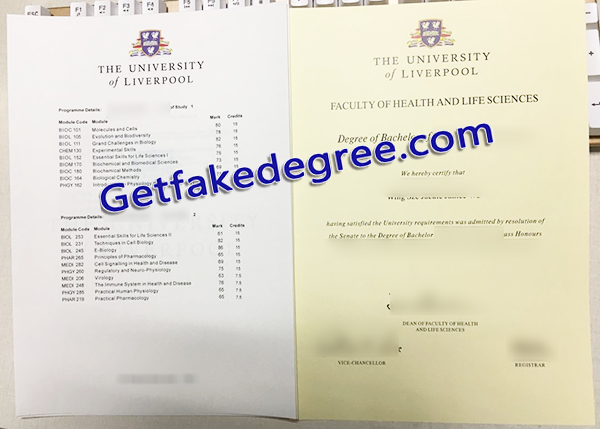 THE UNIVERSITY
of LIVERPOOL
Programme Details: of Study 1
Module Code Module Mark Credits
BIOC 101 Molecules and Cells 80 15
BIOL 105 Evolution and Biodiversity 78 15
BIOL 111 Grand Challenges in Biology 82 15
CHEM 130 Experimental Skills 76 15
BIOL 152 Essential Skills for Life Sciences I 75 15
BIOM 175 Biochemical and Biomedical Sciences 73
BIOC 180 Biochemical Methods
BIOC 164 Biological Chemistry
PHGY 162 Physiology
Programme Details: 2
Module Code Module Mark Credits
BIOL 253 Essential Skills for Life Sciences II 61 15
BIOL 231 Techniques in Cell Biology 82 15
BIOL 245 E-Biology 86 15
PHAR 265 Principles of Pharmacology 65 15
MEDI 282 Cell Signalling in Health and Disease 69 15
PHGY 260 Regulatory and Neuro-Physiology 75 15
MEDI 206 Virology 63 7.5
MEDI 248 The Immune System in Health and Disease 76 7.5
PHGY 285 Practical Human Physiology 65 7.5
PHAR 219 Practical Pharmacology 60 7.5
THE UNIVERSITY
of LIVERPOOL
FACULTY OF HEALTH AND LIFE SCIENCES
Degree of Bachelor
We hereby certify that
having satisfied the University requirements was admitted by resolution of
the Senate to the Degree of Bachelor ass Honours
DEAN OF FACULTY OF HEALTH
AND LIFE SCIENCES
VICE-CHANCELLOR REGISTRAR
Getfakedegree.com